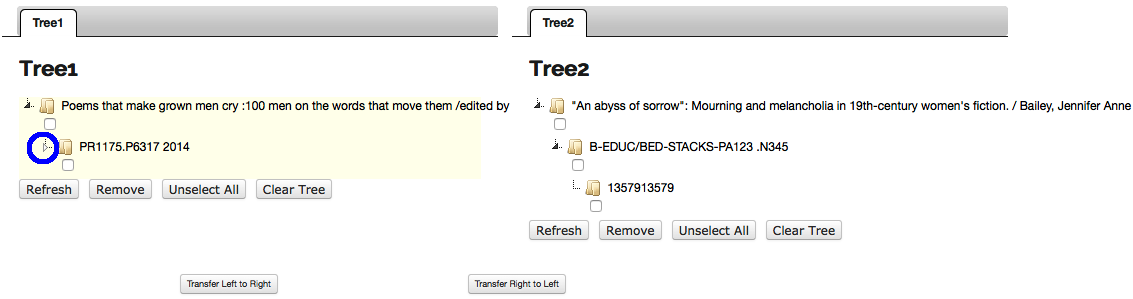 Tree1
Tree2
Tree1
Tree2
Poems that make grown men cry :100 men on the words that move them /edited by
"An abyss of sorrow": Mourning and melancholia in 19th-century women's fiction. / Bailey, Jennifer Anne
PR1175.P6317 2014
B-EDUC/BED-STACKS-PA123 .N345
Refresh Remove Unselect All Clear Tree
1357913579
Refresh Remove Unselect All Clear Tree
Transfer Left to Right
Transfer Right to Left